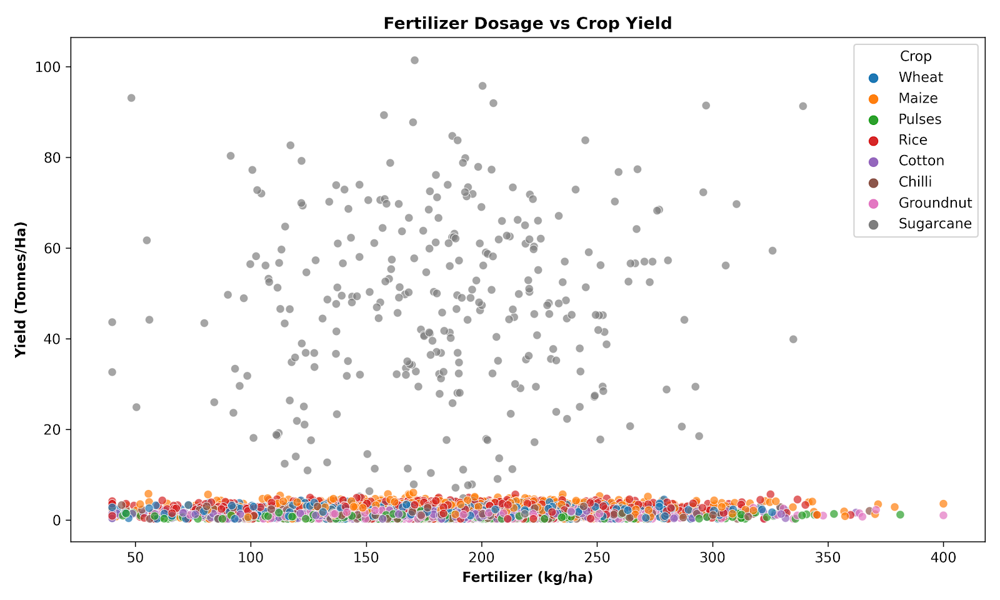 Fertilizer Dosage vs Crop Yield
Yield (Tonnes/Ha)
100
80
60
40
20
0
Crop
Wheat
Maize
Pulses
Rice
Cotton
Chilli
Groundnut
Sugarcane
50 100 150 200 250 300 350 400
Fertilizer (kg/ha)